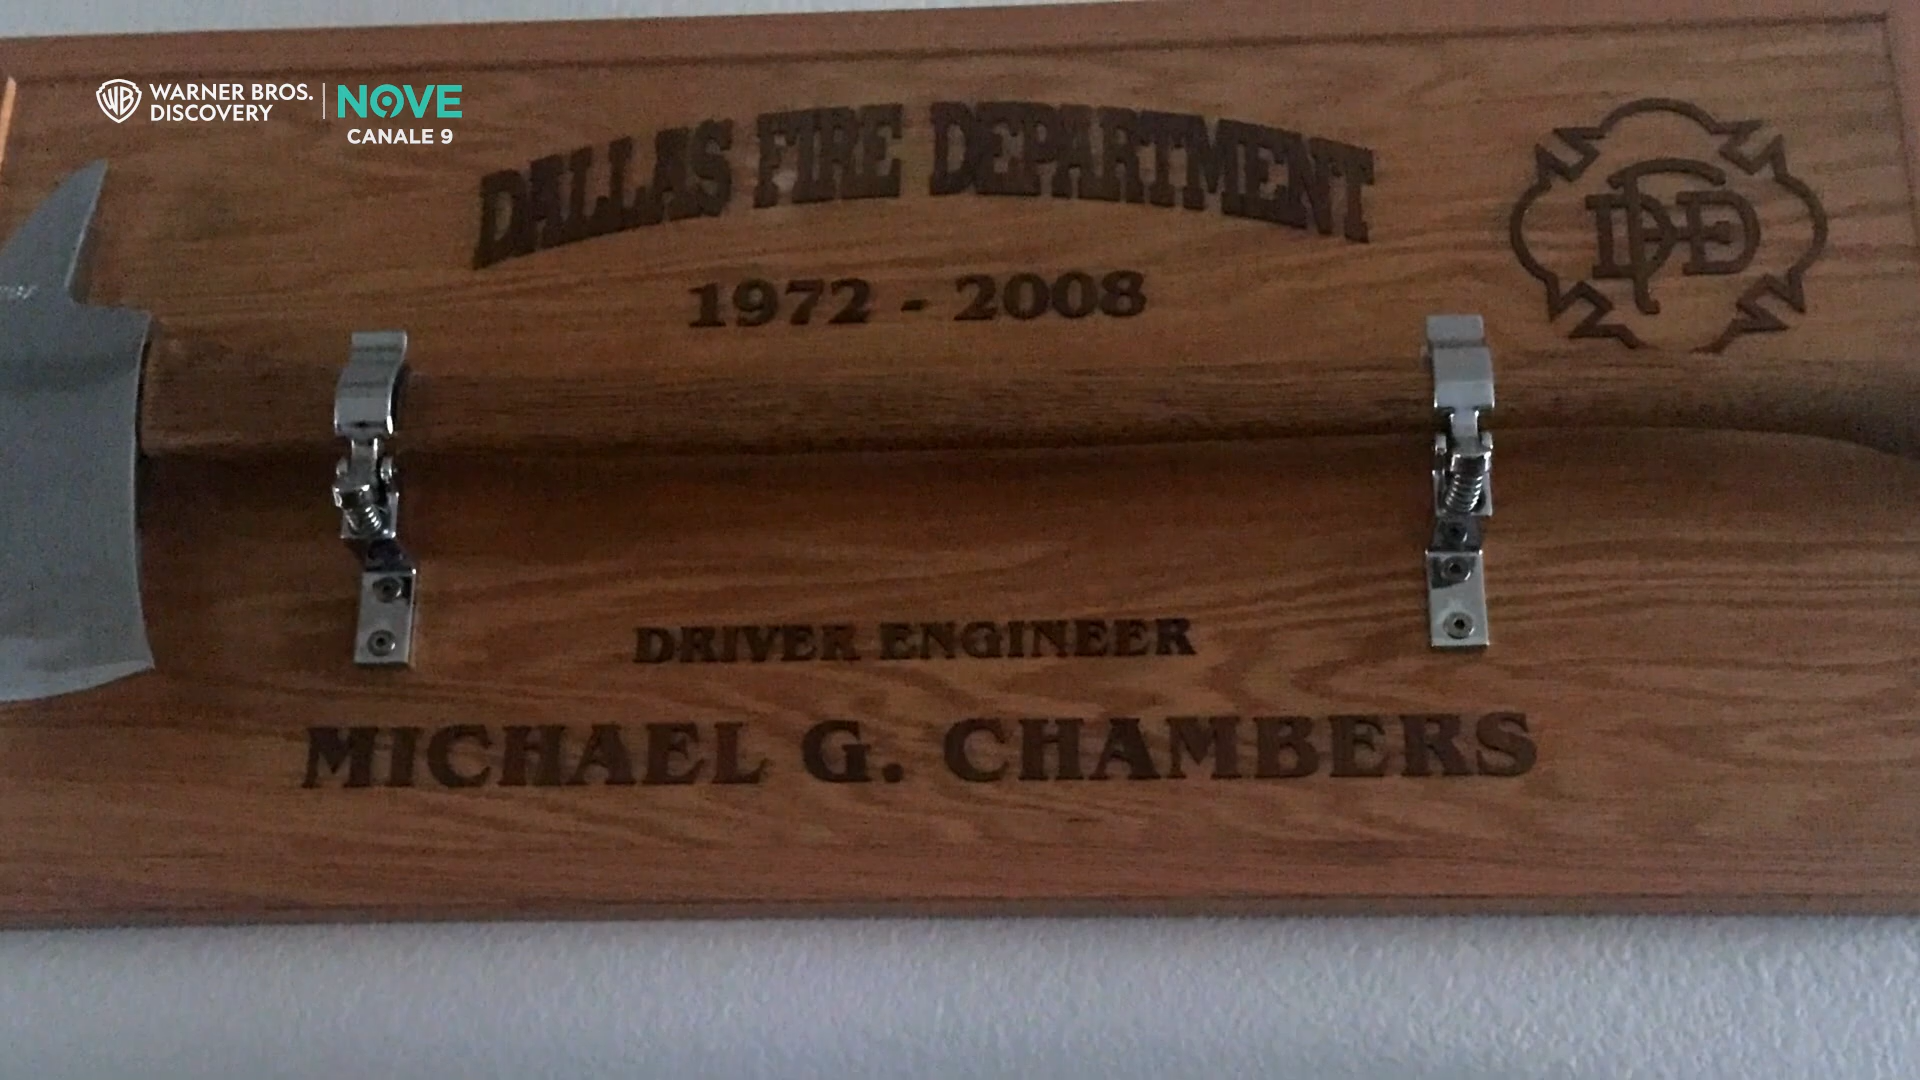 WARNER BROS.
DISCOVERY
NOVE
CANALE 9
DALLAS FIRE DEPARTMENT
1972 - 2008
DFD
DRIVER ENGINEER
MICHAEL G. CHAMBERS